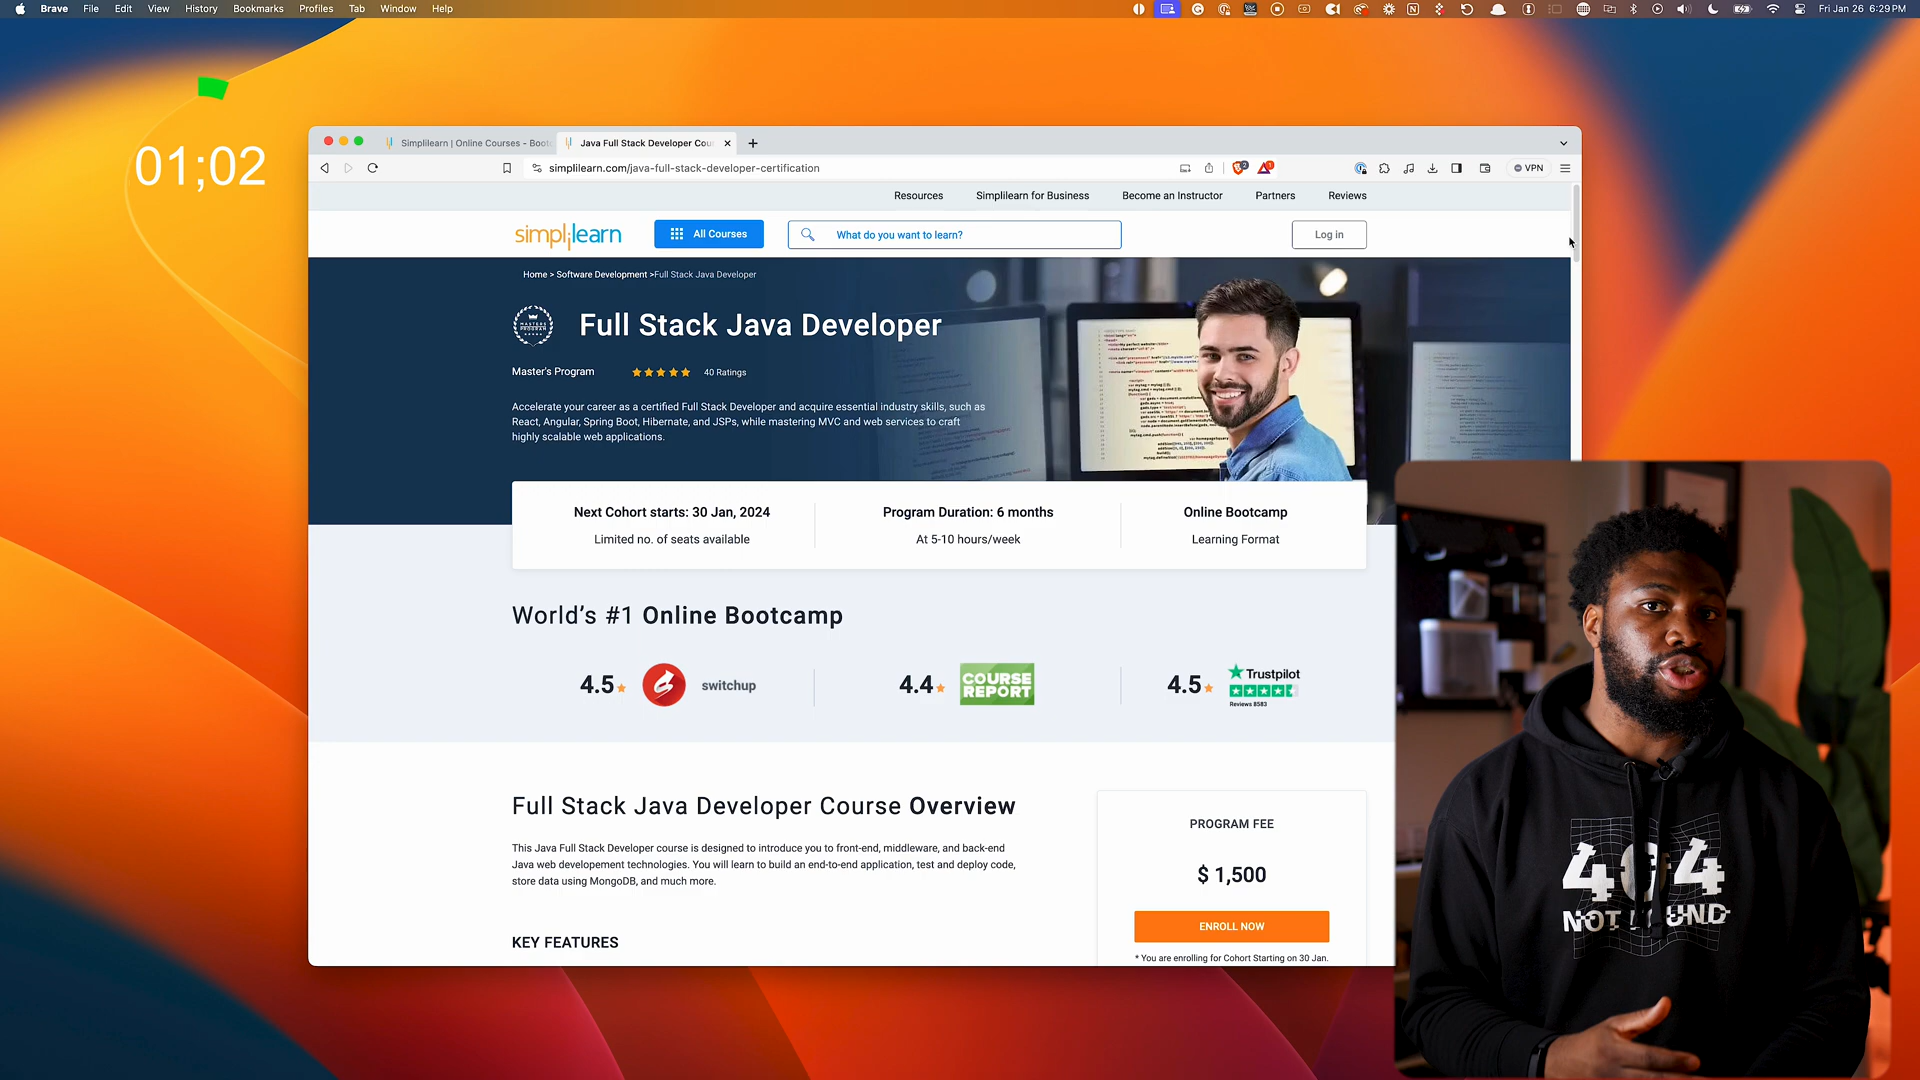 Brave File Edit View History Bookmarks Profiles Tab Window Help
Fri Jan 26 6:29 PM
01;02
Simplilearn | Online Courses - Boot
Java Full Stack Developer Cou
simplilearn.com/java-full-stack-developer-certification
VPN
Resources Simplilearn for Business Become an Instructor Partners Reviews
simplilearn
All Courses
What do you want to learn?
Log in
Home > Software Development >Full Stack Java Developer
MASTERS PROGRAM
Full Stack Java Developer
Master's Program
40 Ratings
Accelerate your career as a certified Full Stack Developer and acquire essential industry skills, such as
React, Angular, Spring Boot, Hibernate, and JSPs, while mastering MVC and web services to craft
highly scalable web applications.
Next Cohort starts: 30 Jan, 2024
Limited no. of seats available
Program Duration: 6 months
At 5-10 hours/week
Online Bootcamp
Learning Format
World's #1 Online Bootcamp
4.5 switchup
4.4 COURSE REPORT
4.5 Trustpilot
Reviews 8583
Full Stack Java Developer Course Overview
This Java Full Stack Developer course is designed to introduce you to front-end, middleware, and back-end
Java web developement technologies. You will learn to build an end-to-end application, test and deploy code,
store data using MongoDB, and much more.
KEY FEATURES
PROGRAM FEE
$ 1,500
ENROLL NOW
* You are enrolling for Cohort Starting on 30 Jan.
404
NOT FOUND